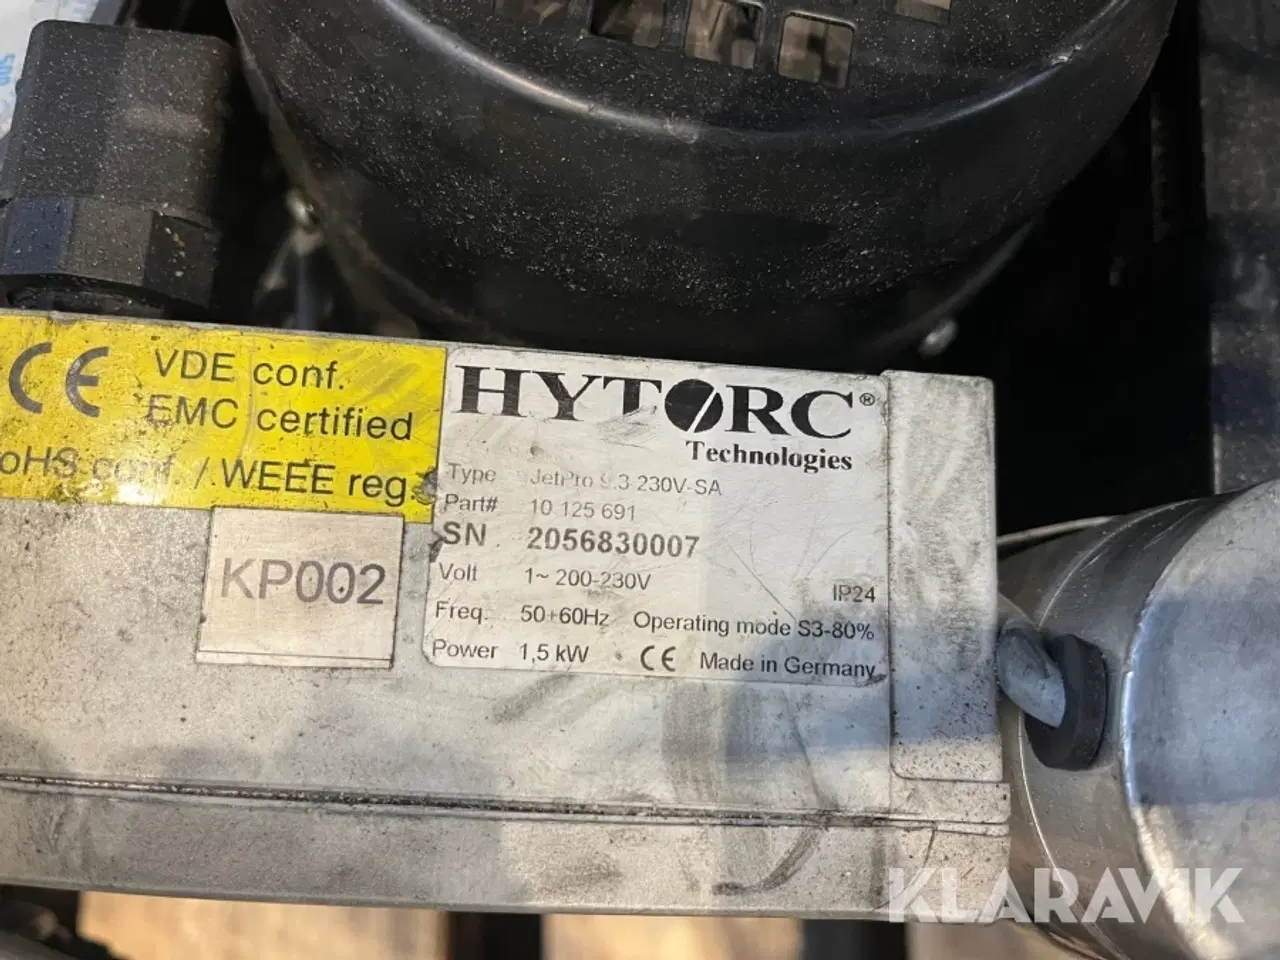 CE VDE conf.
EMC certified
oHS conf. / WEEE reg.
KP002
HYTORC®
Technologies
Type JetPro 9.3 230V-SA
Part# 10 125 691
SN 2056830007
Volt 1~ 200-230V IP24
Freq. 50+60Hz Operating mode S3-80%
Power 1,5 kW CE Made in Germany
KLARAVIK